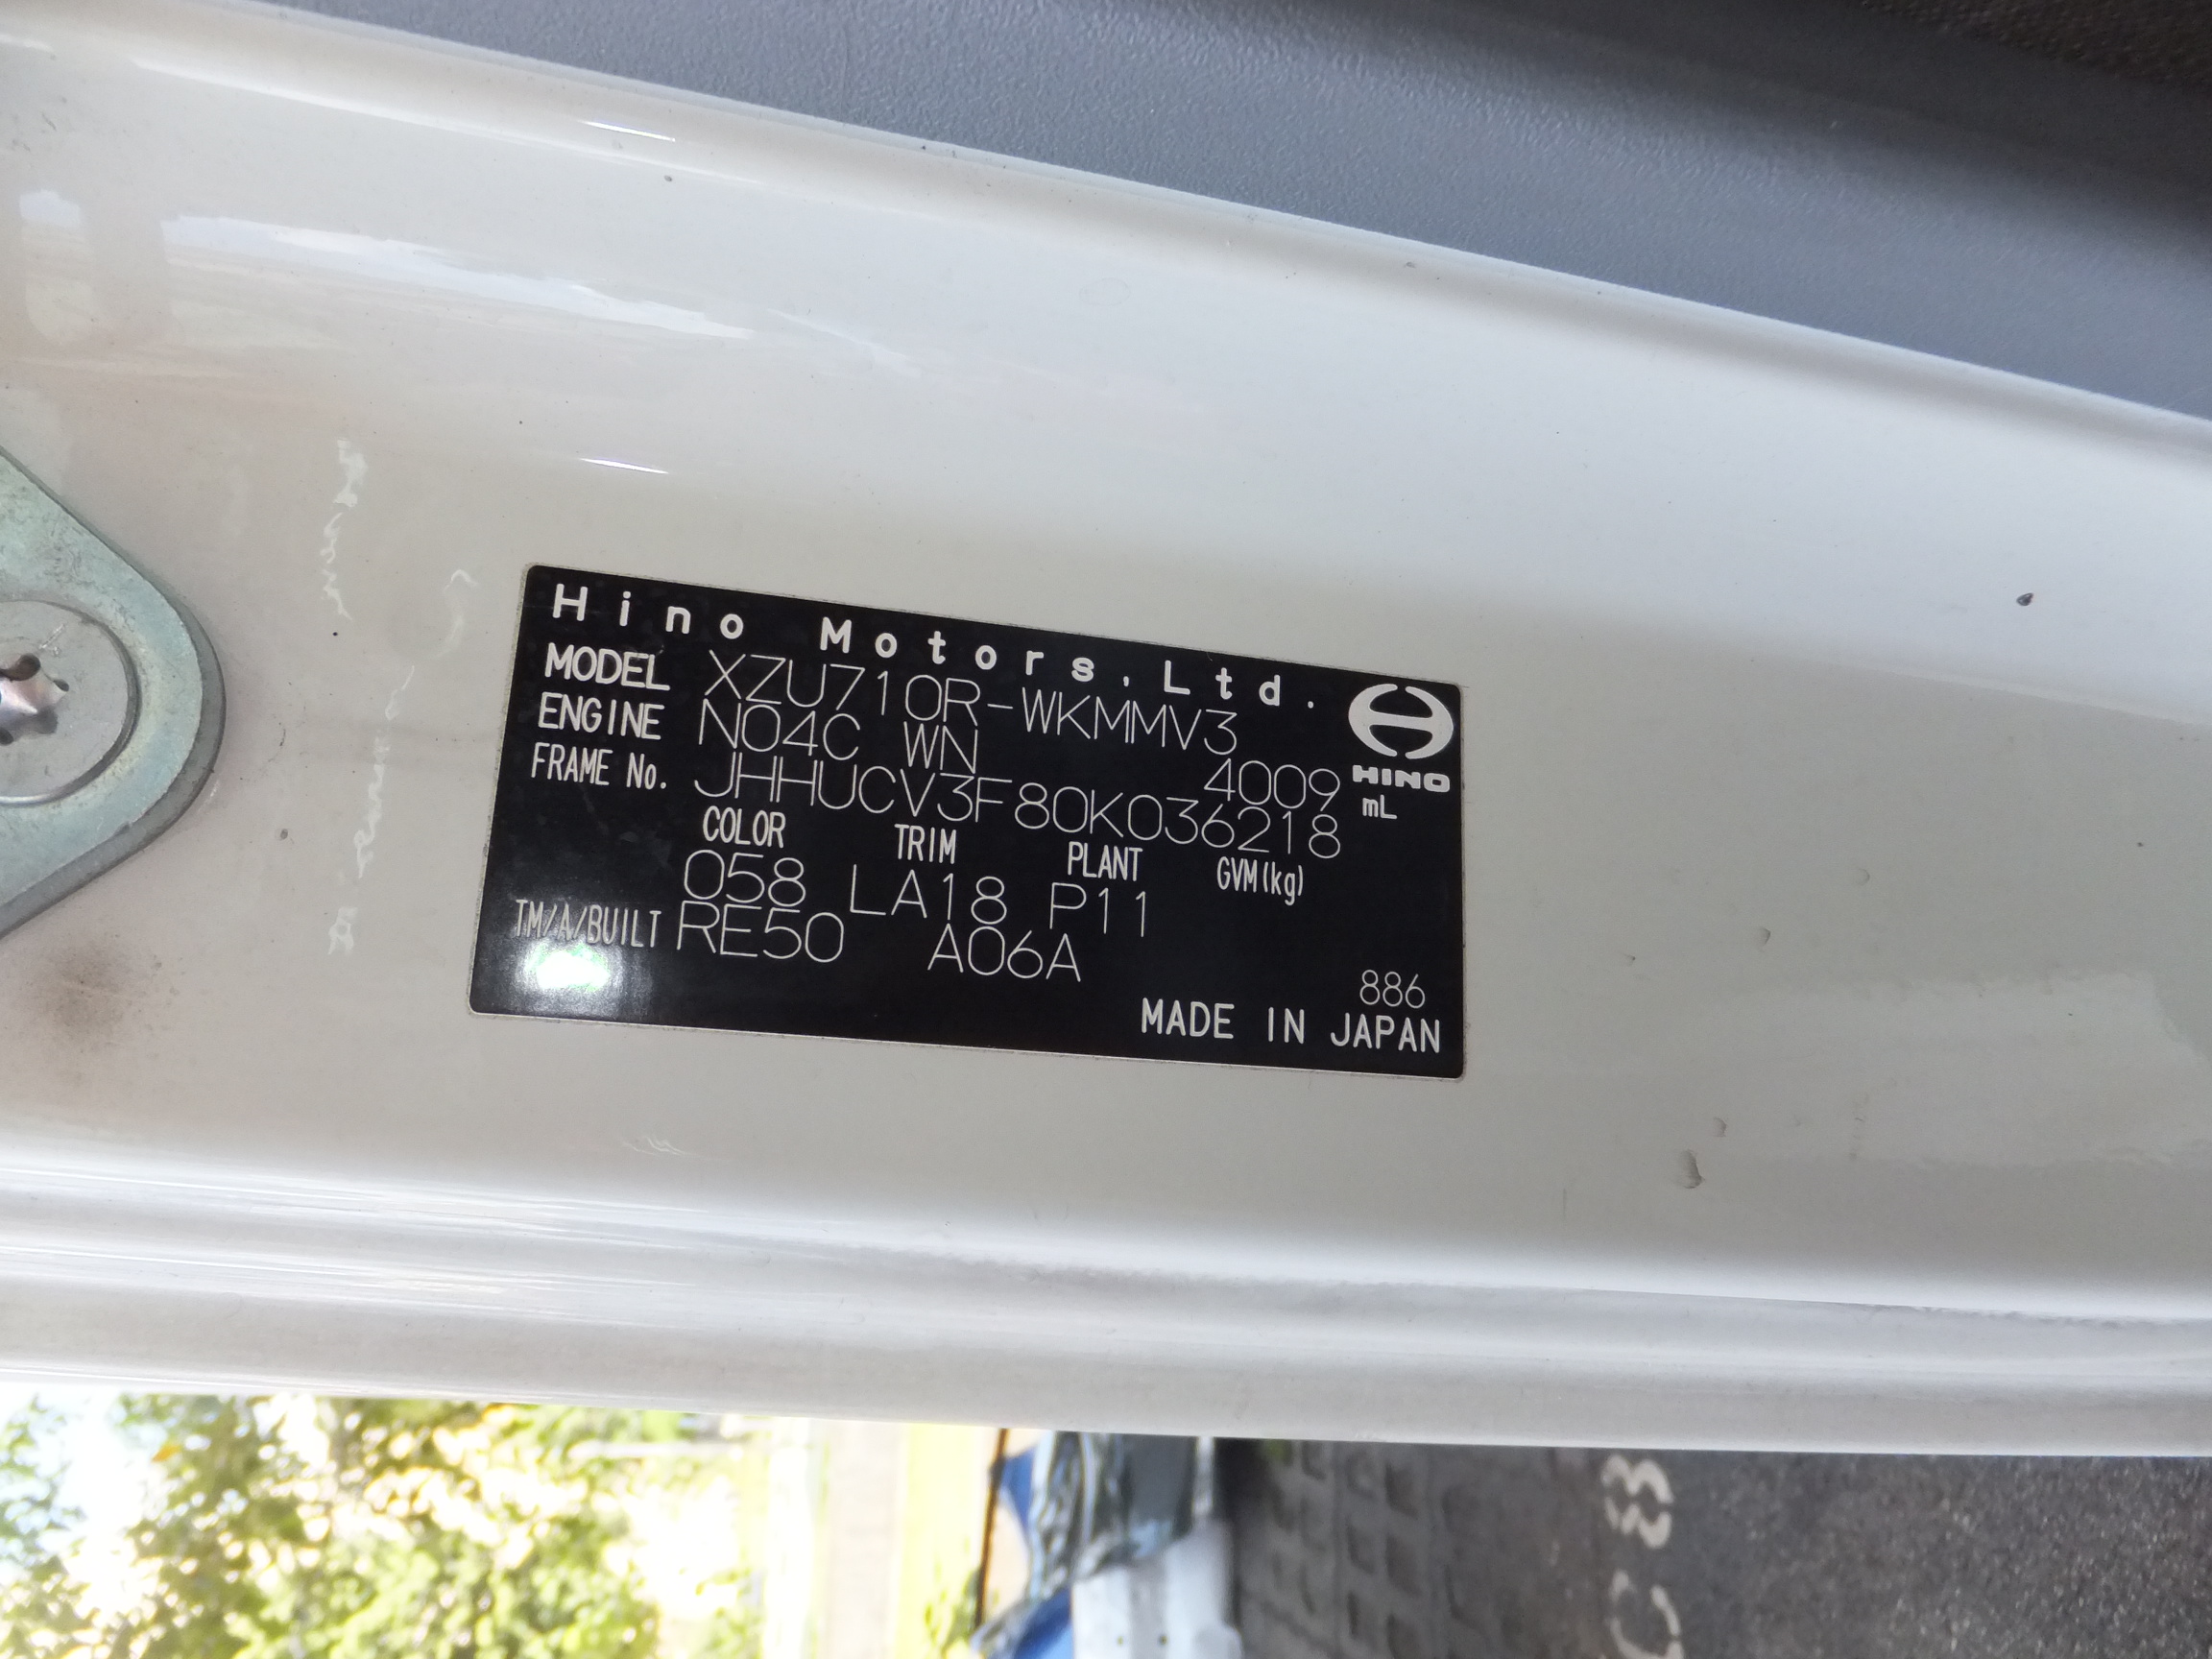 Hino Motors,Ltd.
MODEL XZU710R-WKMMV3
ENGINE N04C WN 4009 mL
HINO
FRAME No. JHHUCV3F80K036218
COLOR TRIM PLANT GVM(kg)
058 LA18 P11
TM/A/BUILT RE50 A06A
886
MADE IN JAPAN